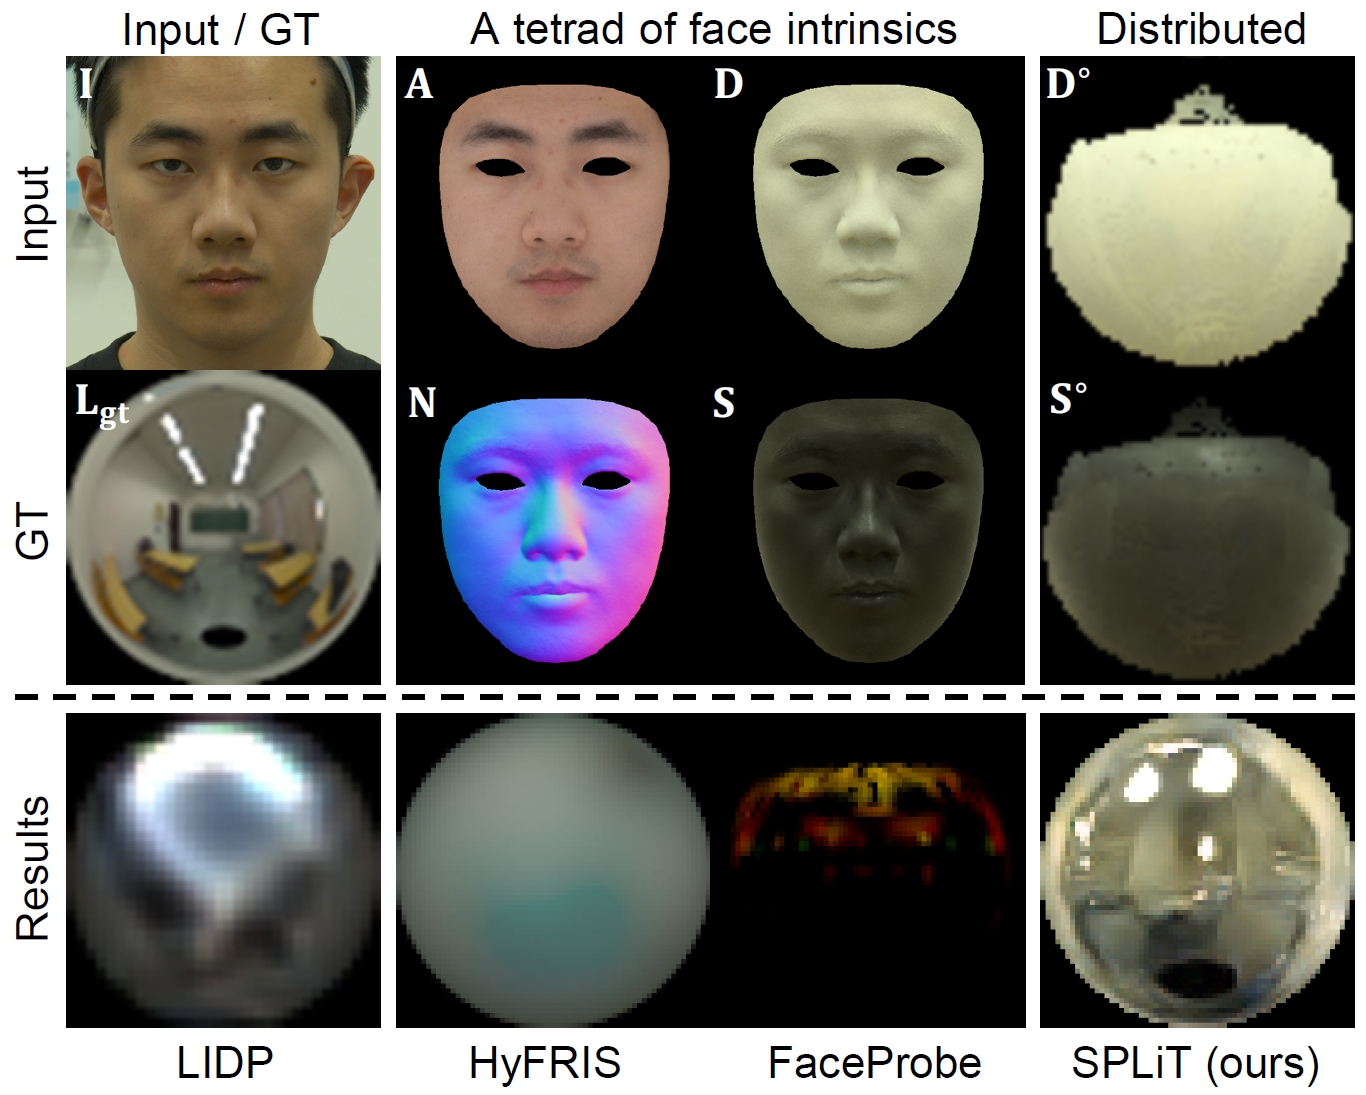 Input / GT
A tetrad of face intrinsics
Distributed
Input
I
A
D
D°
GT
Lgt
N
S
S°
Results
LIDP
HyFRIS
FaceProbe
SPLiT (ours)